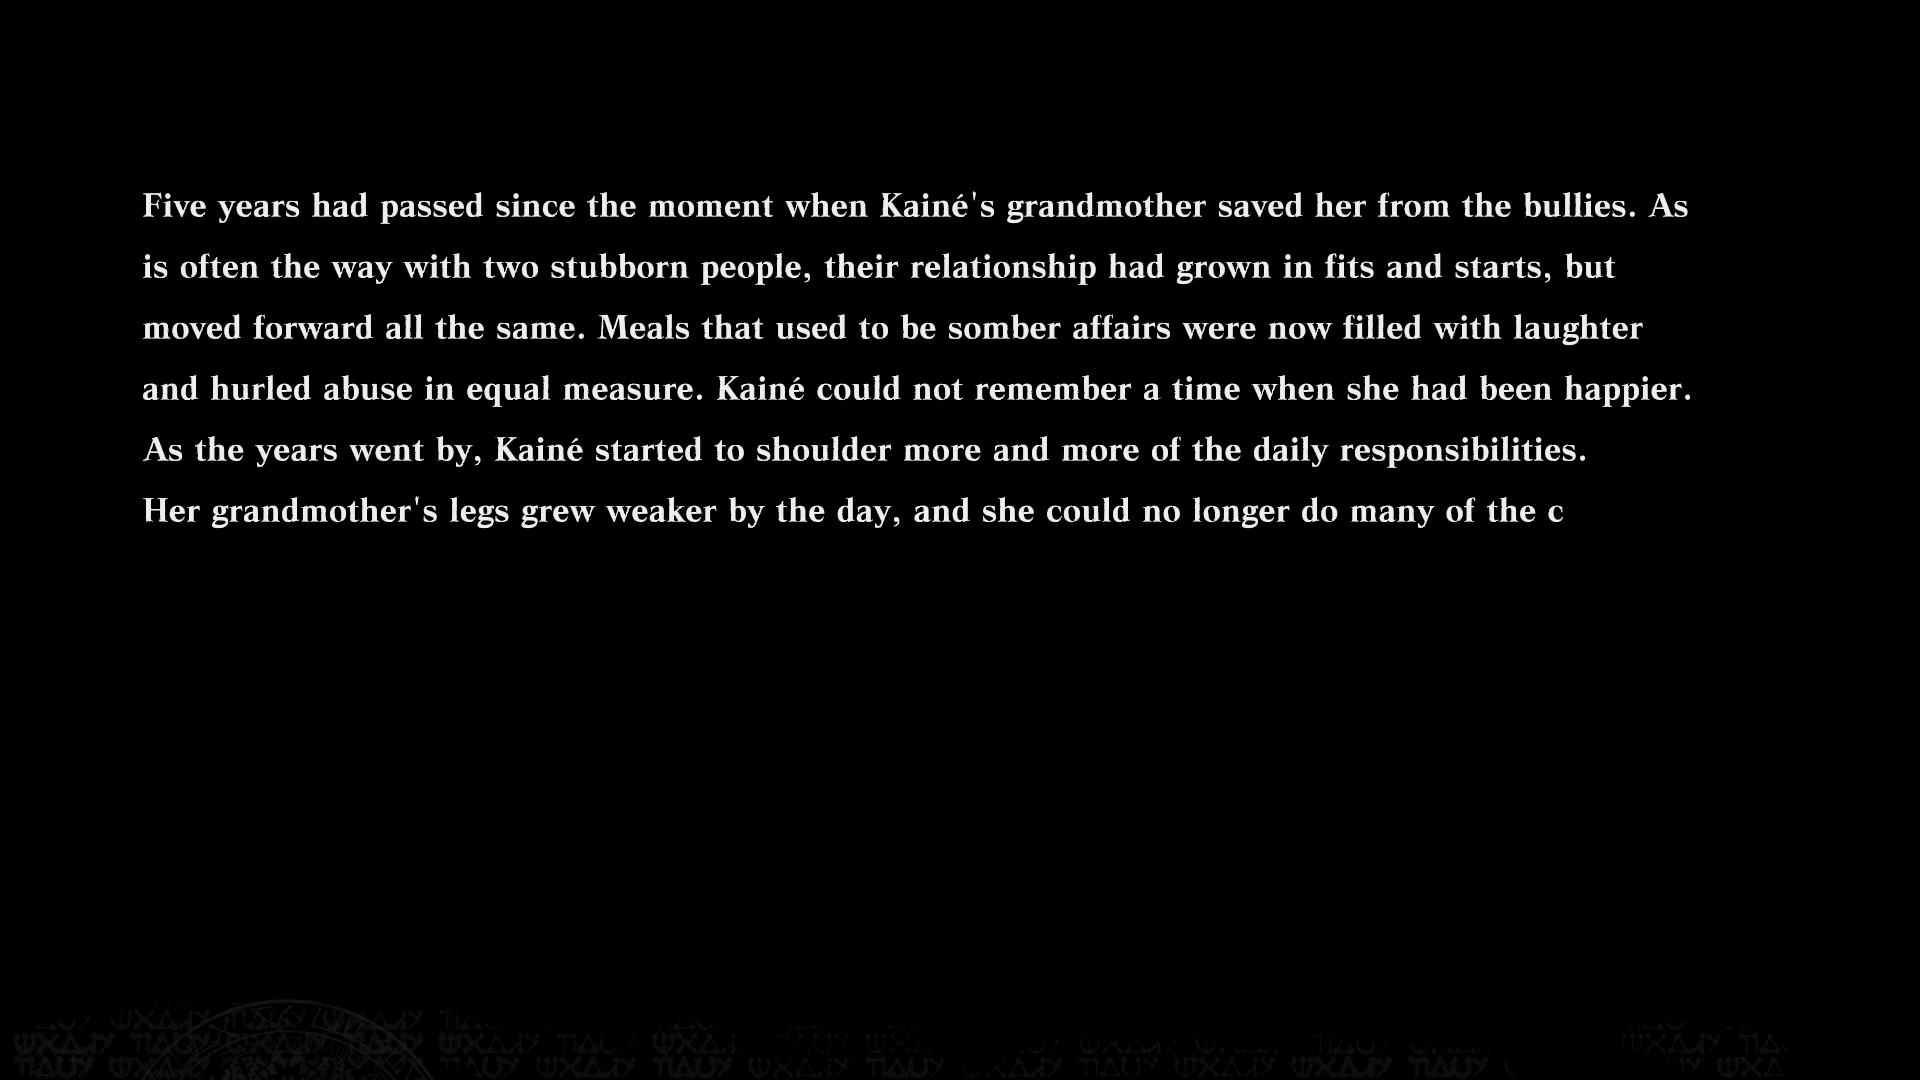 Five years had passed since the moment when Kainé's grandmother saved her from the bullies. As
is often the way with two stubborn people, their relationship had grown in fits and starts, but
moved forward all the same. Meals that used to be somber affairs were now filled with laughter
and hurled abuse in equal measure. Kainé could not remember a time when she had been happier.
As the years went by, Kainé started to shoulder more and more of the daily responsibilities.
Her grandmother's legs grew weaker by the day, and she could no longer do many of the c